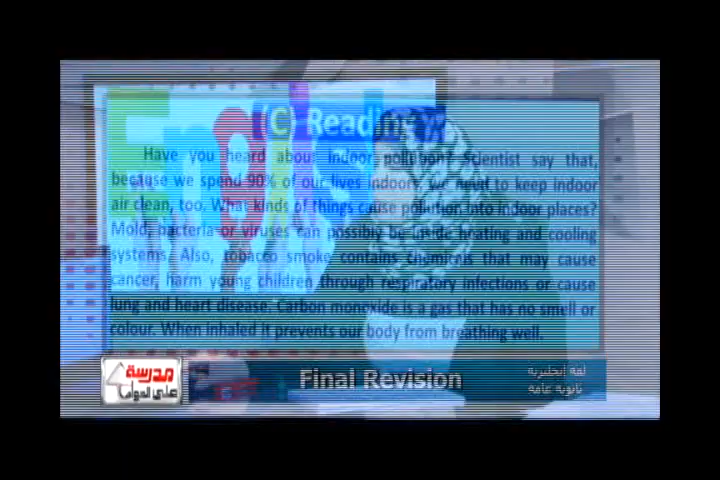 (C) Reading
Have you heard about indoor pollution? Scientist say that,
because we spend 90% of our lives indoors, we need to keep indoor
air clean, too. What kinds of things cause pollution into indoor places?
Mold, bacteria or viruses can possibly be inside heating and cooling
systems. Also, tobacco smoke contains chemicals that may cause
cancer, harm young children through respiratory infections or cause
lung and heart disease. Carbon monoxide is a gas that has no smell or
colour. When inhaled it prevents our body from breathing well.
مدرسة
على الهواء
Final Revision
لغة إنجليزية
ثانوية عامة